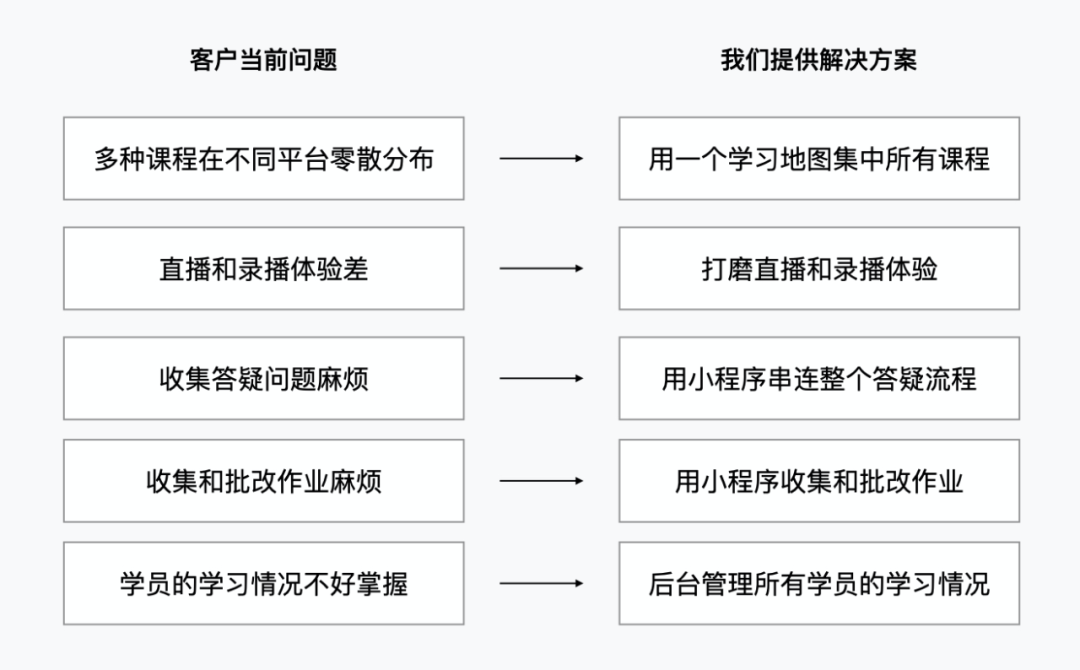 客户当前问题
我们提供解决方案
多种课程在不同平台零散分布
用一个学习地图集中所有课程
直播和录播体验差
打磨直播和录播体验
收集答疑问题麻烦
用小程序串连整个答疑流程
收集和批改作业麻烦
用小程序收集和批改作业
学员的学习情况不好掌握
后台管理所有学员的学习情况